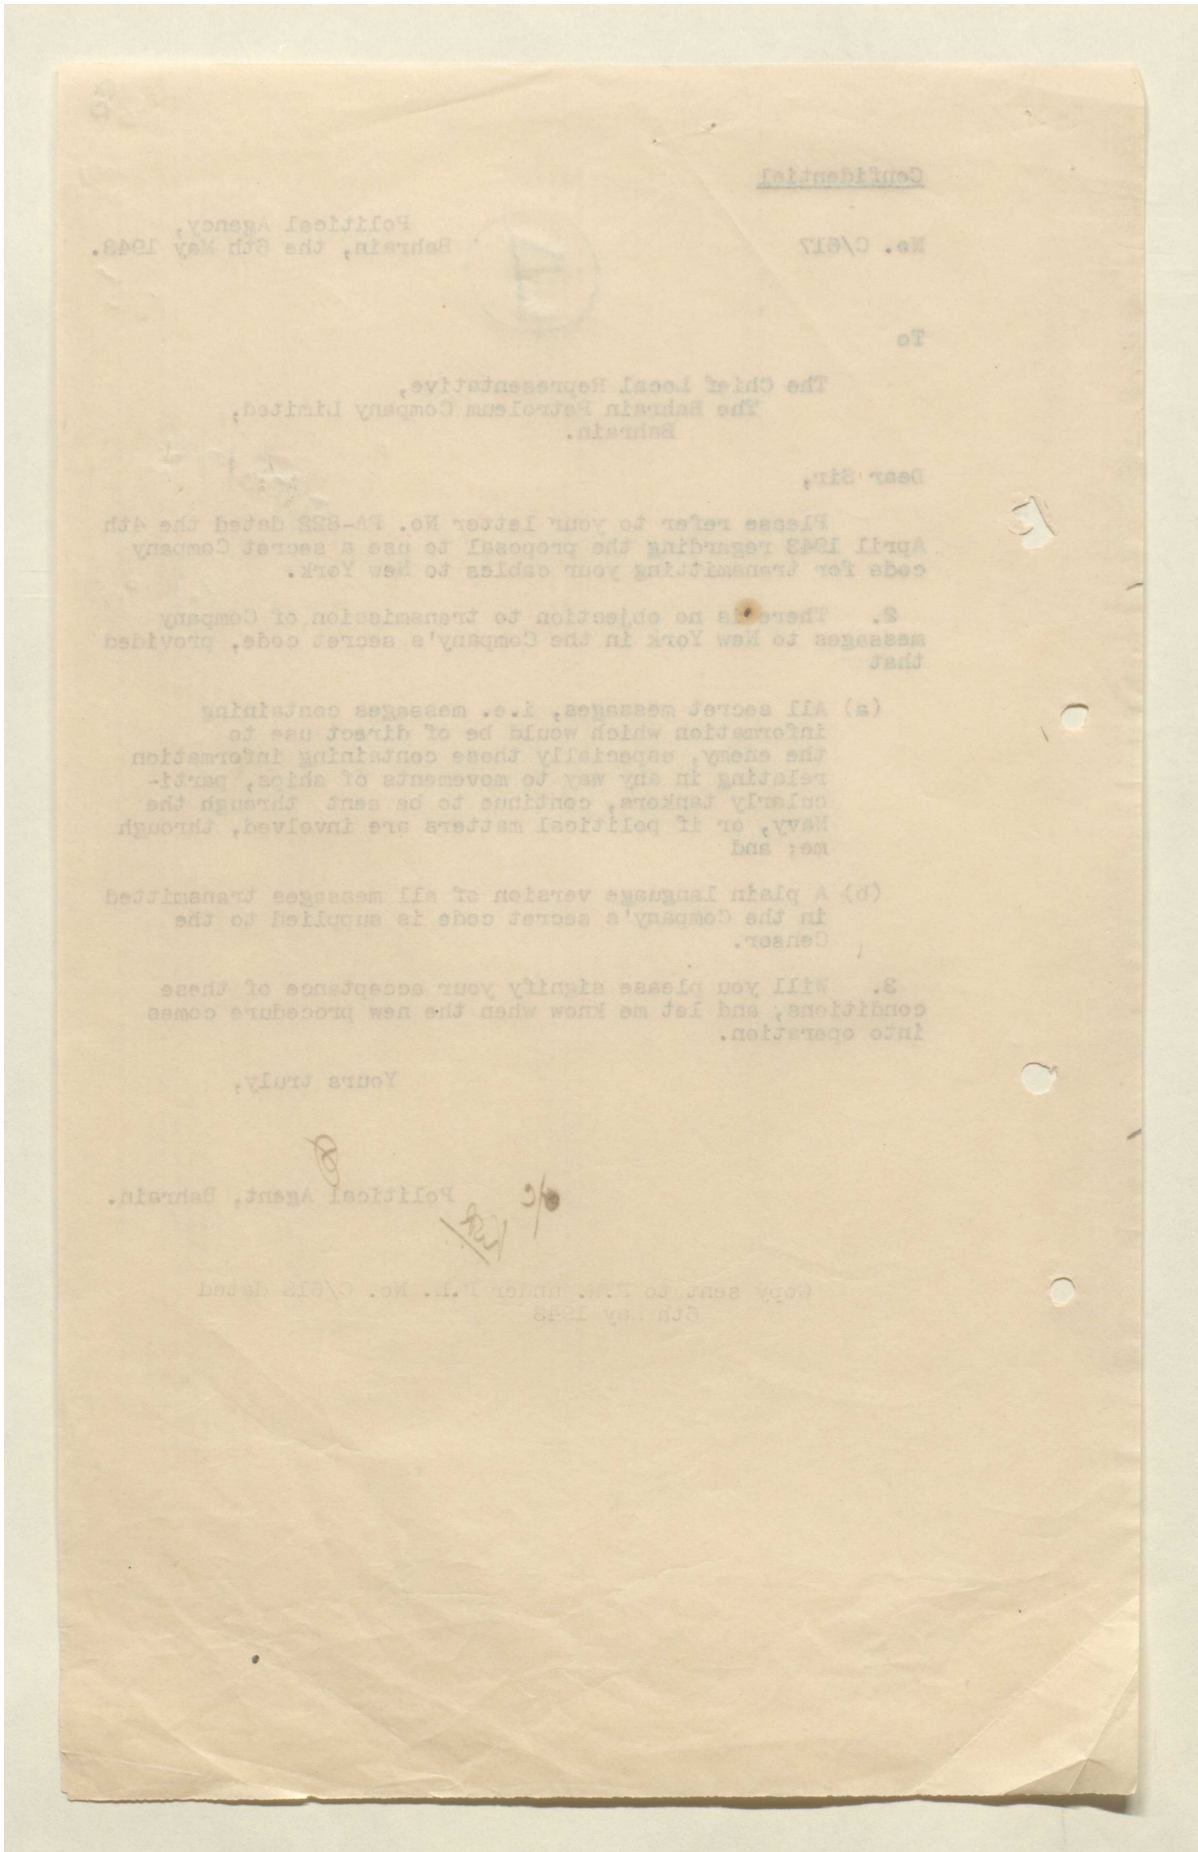 Confidential
Political Agency,
No. C/617 Bahrain, the 6th May 1943.
To
The Chief Local Representative,
The Bahrain Petroleum Company Limited,
Bahrain.
Dear Sir,
Please refer to your letter No. PA-822 dated the 4th
April 1943 regarding the proposal to use a secret Company
code for transmitting your cables to New York.
2. There is no objection to transmission of Company
messages to New York in the Company's secret code, provided
that
(a) All secret messages, i.e. messages containing
information which would be of direct use to
the enemy, especially those containing information
relating in any way to movements of ships, parti-
cularly tankers, continue to be sent through the
Navy, or if political matters are involved, through
me; and
(b) A plain language version of all messages transmitted
in the Company's secret code is supplied to the
Censor.
3. Will you please signify your acceptance of these
conditions, and let me know when the new procedure comes
into operation.
Yours truly,
Political Agent, Bahrain.
Copy sent to under P.L. No. C/618 dated
6th May 1943